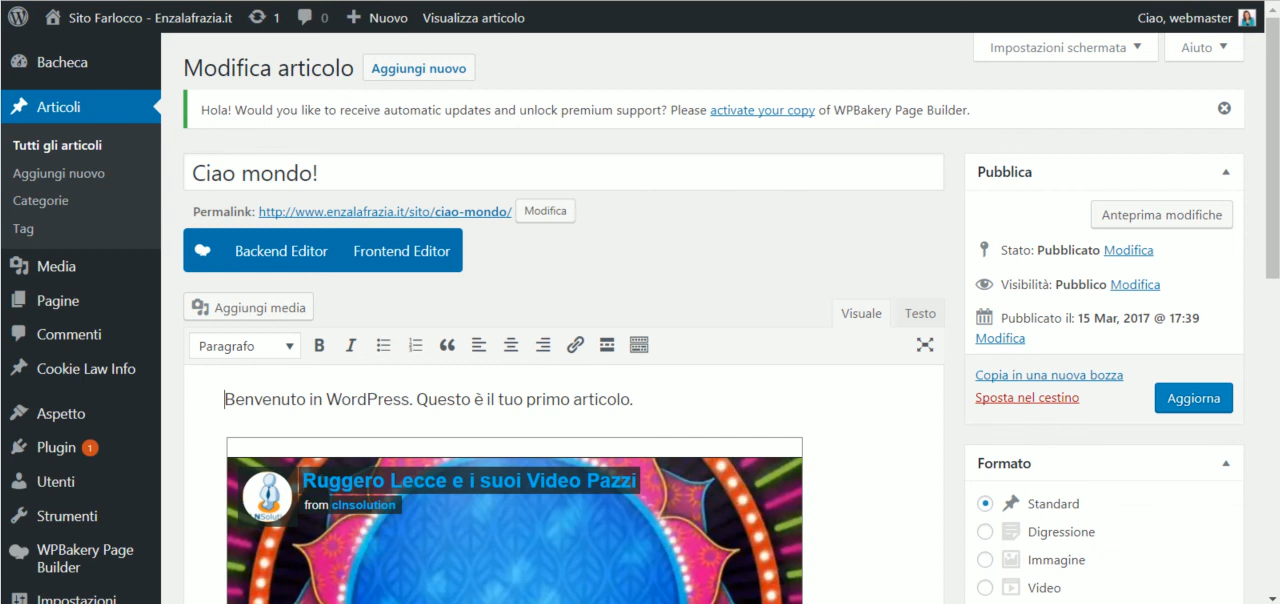 Sito Farlocco - Enzalafrazia.it 1 0 Nuovo Visualizza articolo Ciao, webmaster
Bacheca
Articoli
Tutti gli articoli
Aggiungi nuovo
Categorie
Tag
Media
Pagine
Commenti
Cookie Law Info
Aspetto
Plugin 1
Utenti
Strumenti
WPBakery Page
Builder
Impostazioni
Impostazioni schermata Aiuto
Modifica articolo Aggiungi nuovo
Hola! Would you like to receive automatic updates and unlock premium support? Please activate your copy of WPBakery Page Builder.
Ciao mondo!
Permalink: http://www.enzalafrazia.it/sito/ciao-mondo/ Modifica
Backend Editor Frontend Editor
Aggiungi media
Visuale Testo
Paragrafo B I
Benvenuto in WordPress. Questo è il tuo primo articolo.
Ruggero Lecce e i suoi Video Pazzi
from cInsolution
Pubblica
Anteprima modifiche
Stato: Pubblicato Modifica
Visibilità: Pubblico Modifica
Pubblicato il: 15 Mar, 2017 @ 17:39
Modifica
Copia in una nuova bozza
Sposta nel cestino
Aggiorna
Formato
Standard
Digressione
Immagine
Video